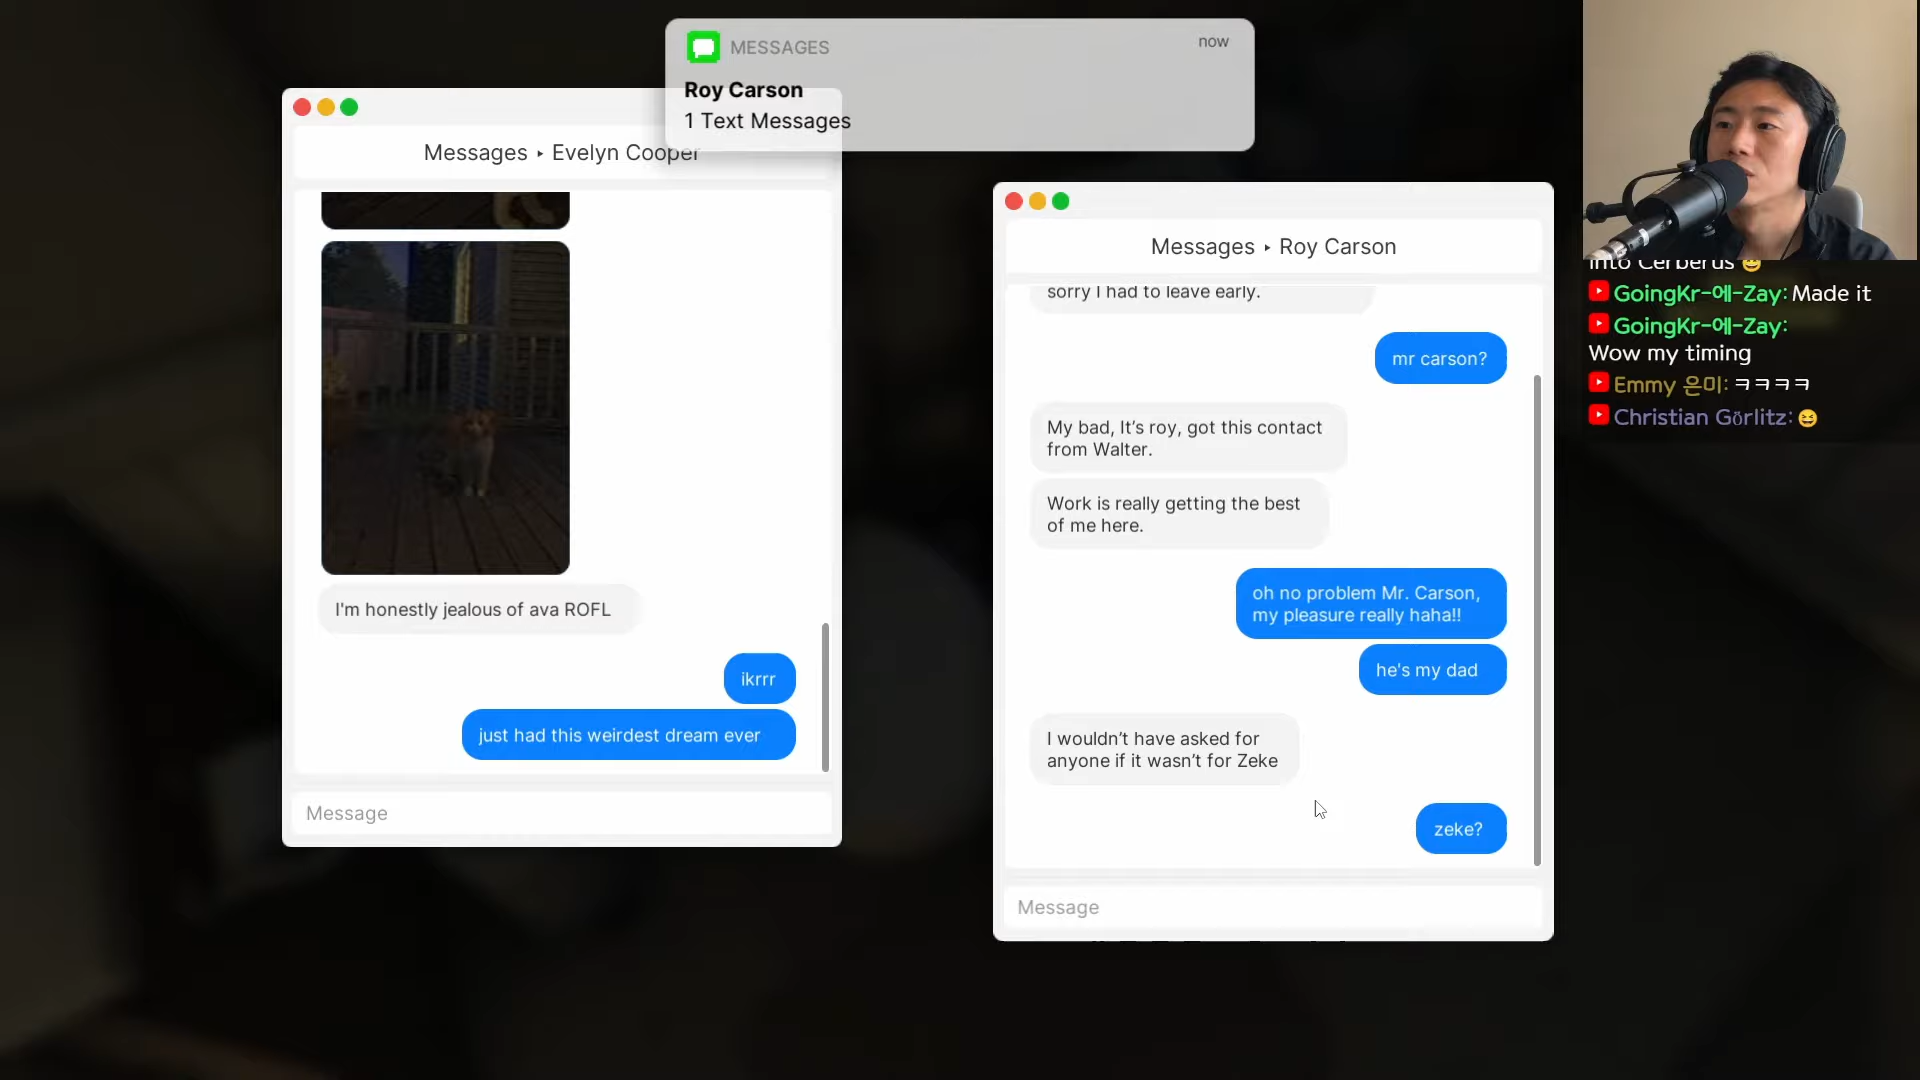 MESSAGES
now
Roy Carson
1 Text Messages
Messages ‣ Evelyn Cooper
I'm honestly jealous of ava ROFL
ikrrr
just had this weirdest dream ever
Message
Messages ‣ Roy Carson
sorry I had to leave early.
mr carson?
My bad, It's roy, got this contact
from Walter.
Work is really getting the best
of me here.
oh no problem Mr. Carson,
my pleasure really haha!!
he's my dad
I wouldn't have asked for
anyone if it wasn't for Zeke
zeke?
Message
into Cerberus 😄
GoingKr-에-Zay: Made it
GoingKr-에-Zay:
Wow my timing
Emmy 은미: ㅋㅋㅋㅋ
Christian Görlitz: 😆